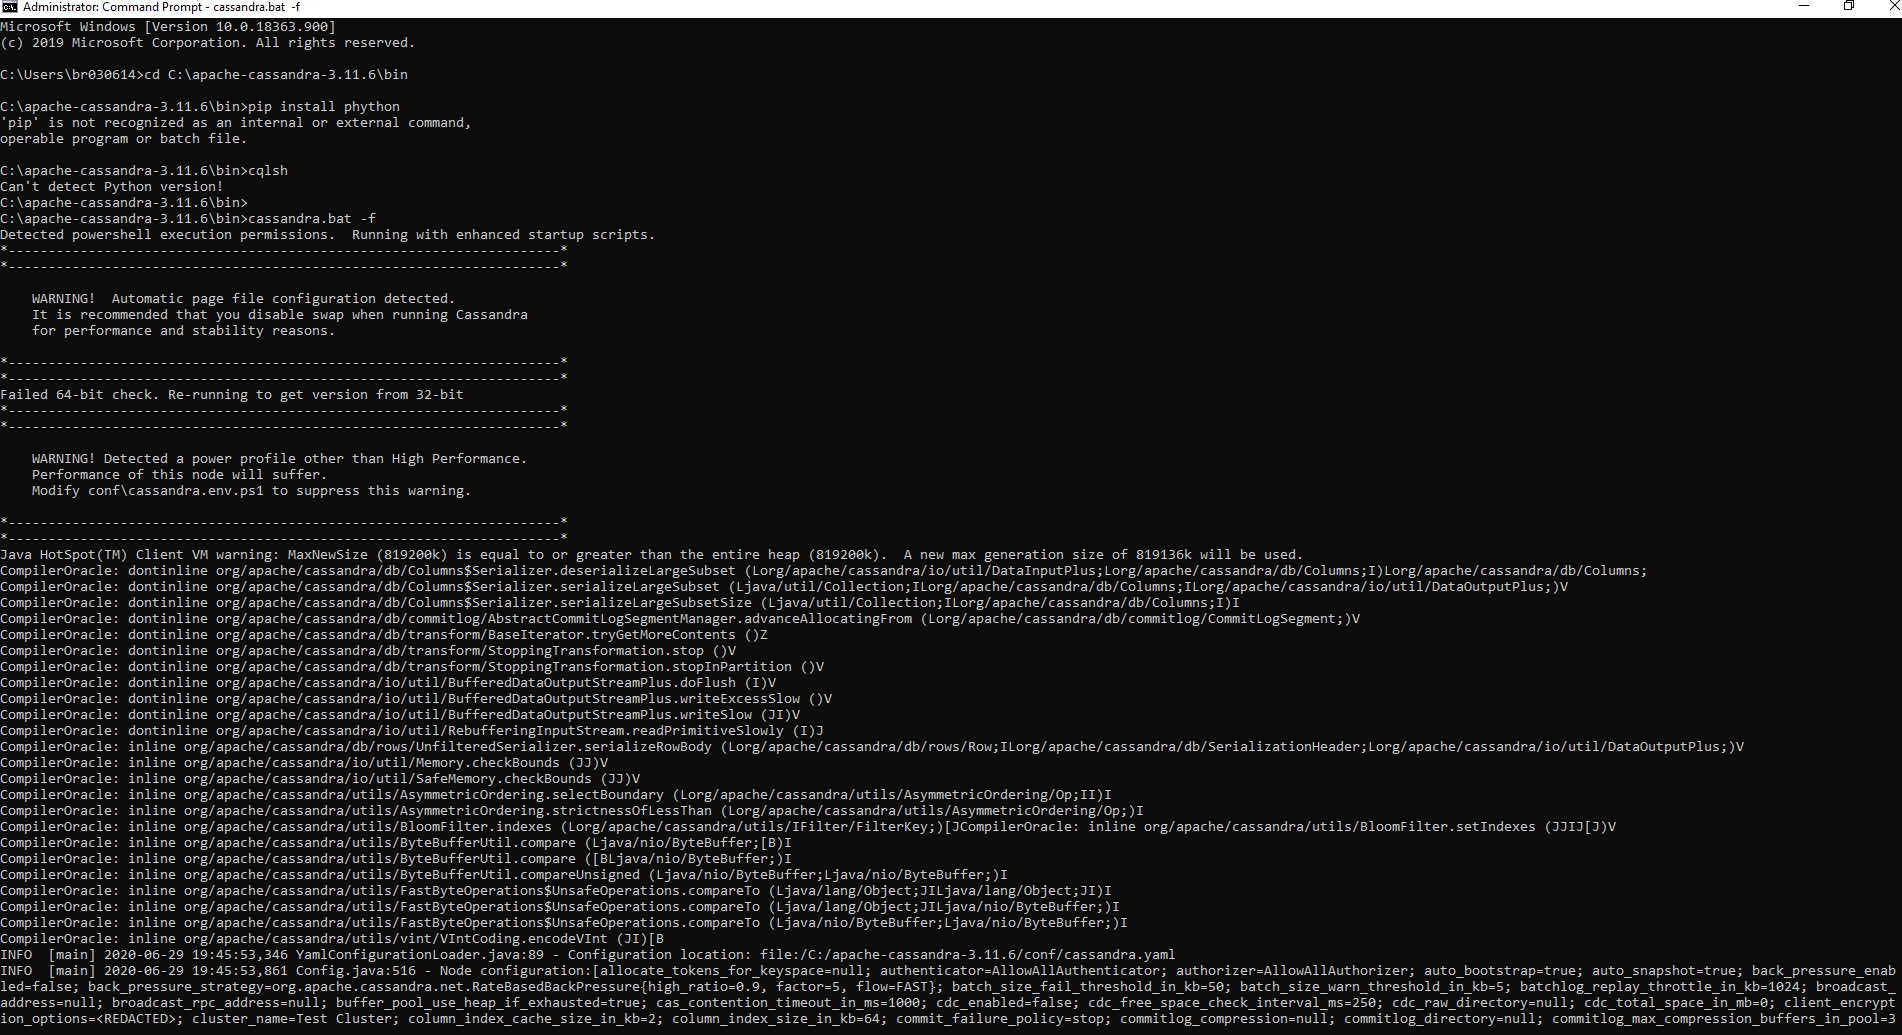 Administrator: Command Prompt - cassandra.bat -f
Microsoft Windows [Version 10.0.18363.900]
(c) 2019 Microsoft Corporation. All rights reserved.
C:\Users\br030614>cd C:\apache-cassandra-3.11.6\bin
C:\apache-cassandra-3.11.6\bin>pip install phython
'pip' is not recognized as an internal or external command,
operable program or batch file.
C:\apache-cassandra-3.11.6\bin>cqlsh
Can't detect Python version!
C:\apache-cassandra-3.11.6\bin>
C:\apache-cassandra-3.11.6\bin>cassandra.bat -f
Detected powershell execution permissions.  Running with enhanced startup scripts.
*---------------------------------------------------------------------*
*---------------------------------------------------------------------*
WARNING!  Automatic page file configuration detected.
It is recommended that you disable swap when running Cassandra
for performance and stability reasons.
*---------------------------------------------------------------------*
*---------------------------------------------------------------------*
Failed 64-bit check. Re-running to get version from 32-bit
*---------------------------------------------------------------------*
*---------------------------------------------------------------------*
WARNING! Detected a power profile other than High Performance.
Performance of this node will suffer.
Modify conf\cassandra.env.ps1 to suppress this warning.
*---------------------------------------------------------------------*
*---------------------------------------------------------------------*
Java HotSpot(TM) Client VM warning: MaxNewSize (819200k) is equal to or greater than the entire heap (819200k).  A new max generation size of 819136k will be used.
CompilerOracle: dontinline org/apache/cassandra/db/Columns$Serializer.deserializeLargeSubset (Lorg/apache/cassandra/io/util/DataInputPlus;Lorg/apache/cassandra/db/Columns;I)Lorg/apache/cassandra/db/Columns;
CompilerOracle: dontinline org/apache/cassandra/db/Columns$Serializer.serializeLargeSubset (Ljava/util/Collection;ILorg/apache/cassandra/db/Columns;ILorg/apache/cassandra/io/util/DataOutputPlus;)V
CompilerOracle: dontinline org/apache/cassandra/db/Columns$Serializer.serializeLargeSubsetSize (Ljava/util/Collection;ILorg/apache/cassandra/db/Columns;I)I
CompilerOracle: dontinline org/apache/cassandra/db/commitlog/AbstractCommitLogSegmentManager.advanceAllocatingFrom (Lorg/apache/cassandra/db/commitlog/CommitLogSegment;)V
CompilerOracle: dontinline org/apache/cassandra/db/transform/BaseIterator.tryGetMoreContents ()Z
CompilerOracle: dontinline org/apache/cassandra/db/transform/StoppingTransformation.stop ()V
CompilerOracle: dontinline org/apache/cassandra/db/transform/StoppingTransformation.stopInPartition ()V
CompilerOracle: dontinline org/apache/cassandra/io/util/BufferedDataOutputStreamPlus.doFlush (I)V
CompilerOracle: dontinline org/apache/cassandra/io/util/BufferedDataOutputStreamPlus.writeExcessSlow ()V
CompilerOracle: dontinline org/apache/cassandra/io/util/BufferedDataOutputStreamPlus.writeSlow (JI)V
CompilerOracle: dontinline org/apache/cassandra/io/util/RebufferingInputStream.readPrimitiveSlowly (I)J
CompilerOracle: inline org/apache/cassandra/db/rows/UnfilteredSerializer.serializeRowBody (Lorg/apache/cassandra/db/rows/Row;ILorg/apache/cassandra/db/SerializationHeader;Lorg/apache/cassandra/io/util/DataOutputPlus;)V
CompilerOracle: inline org/apache/cassandra/io/util/Memory.checkBounds (JJ)V
CompilerOracle: inline org/apache/cassandra/io/util/SafeMemory.checkBounds (JJ)V
CompilerOracle: inline org/apache/cassandra/utils/AsymmetricOrdering.selectBoundary (Lorg/apache/cassandra/utils/AsymmetricOrdering/Op;II)I
CompilerOracle: inline org/apache/cassandra/utils/AsymmetricOrdering.strictnessOfLessThan (Lorg/apache/cassandra/utils/AsymmetricOrdering/Op;)I
CompilerOracle: inline org/apache/cassandra/utils/BloomFilter.indexes (Lorg/apache/cassandra/utils/IFilter/FilterKey;)[JCompilerOracle: inline org/apache/cassandra/utils/BloomFilter.setIndexes (JJIJ[J)V
CompilerOracle: inline org/apache/cassandra/utils/ByteBufferUtil.compare (Ljava/nio/ByteBuffer;[B)I
CompilerOracle: inline org/apache/cassandra/utils/ByteBufferUtil.compare ([BLjava/nio/ByteBuffer;)I
CompilerOracle: inline org/apache/cassandra/utils/ByteBufferUtil.compareUnsigned (Ljava/nio/ByteBuffer;Ljava/nio/ByteBuffer;)I
CompilerOracle: inline org/apache/cassandra/utils/FastByteOperations$UnsafeOperations.compareTo (Ljava/lang/Object;JILjava/lang/Object;JI)I
CompilerOracle: inline org/apache/cassandra/utils/FastByteOperations$UnsafeOperations.compareTo (Ljava/lang/Object;JILjava/nio/ByteBuffer;)I
CompilerOracle: inline org/apache/cassandra/utils/FastByteOperations$UnsafeOperations.compareTo (Ljava/nio/ByteBuffer;Ljava/nio/ByteBuffer;)I
CompilerOracle: inline org/apache/cassandra/utils/vint/VIntCoding.encodeVInt (JI)[B
INFO  [main] 2020-06-29 19:45:53,346 YamlConfigurationLoader.java:89 - Configuration location: file:/C:/apache-cassandra-3.11.6/conf/cassandra.yaml
INFO  [main] 2020-06-29 19:45:53,861 Config.java:516 - Node configuration:[allocate_tokens_for_keyspace=null; authenticator=AllowAllAuthenticator; authorizer=AllowAllAuthorizer; auto_bootstrap=true; auto_snapshot=true; back_pressure_enab
led=false; back_pressure_strategy=org.apache.cassandra.net.RateBasedBackPressure{high_ratio=0.9, factor=5, flow=FAST}; batch_size_fail_threshold_in_kb=50; batch_size_warn_threshold_in_kb=5; batchlog_replay_throttle_in_kb=1024; broadcast_
address=null; broadcast_rpc_address=null; buffer_pool_use_heap_if_exhausted=true; cas_contention_timeout_in_ms=1000; cdc_enabled=false; cdc_free_space_check_interval_ms=250; cdc_raw_directory=null; cdc_total_space_in_mb=0; client_encrypt
ion_options=<REDACTED>; cluster_name=Test Cluster; column_index_cache_size_in_kb=2; column_index_size_in_kb=64; commit_failure_policy=stop; commitlog_compression=null; commitlog_directory=null; commitlog_max_compression_buffers_in_pool=3